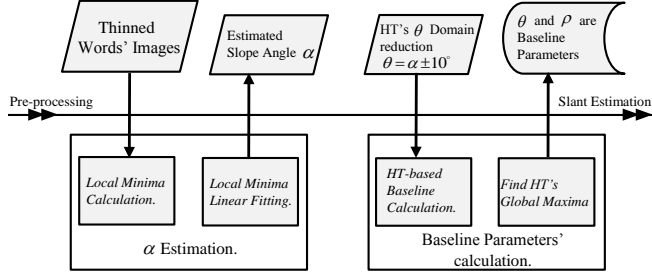 Thinned
Words' Images
Estimated
Slope Angle α
HT's θ Domain
reduction
θ = α ± 10°
θ and ρ are
Baseline
Parameters
Pre-processing
Slant Estimation
Local Minima
Calculation.
Local Minima
Linear Fitting.
HT-based
Baseline
Calculation.
Find HT's
Global Maxima
α Estimation.
Baseline Parameters'
calculation.